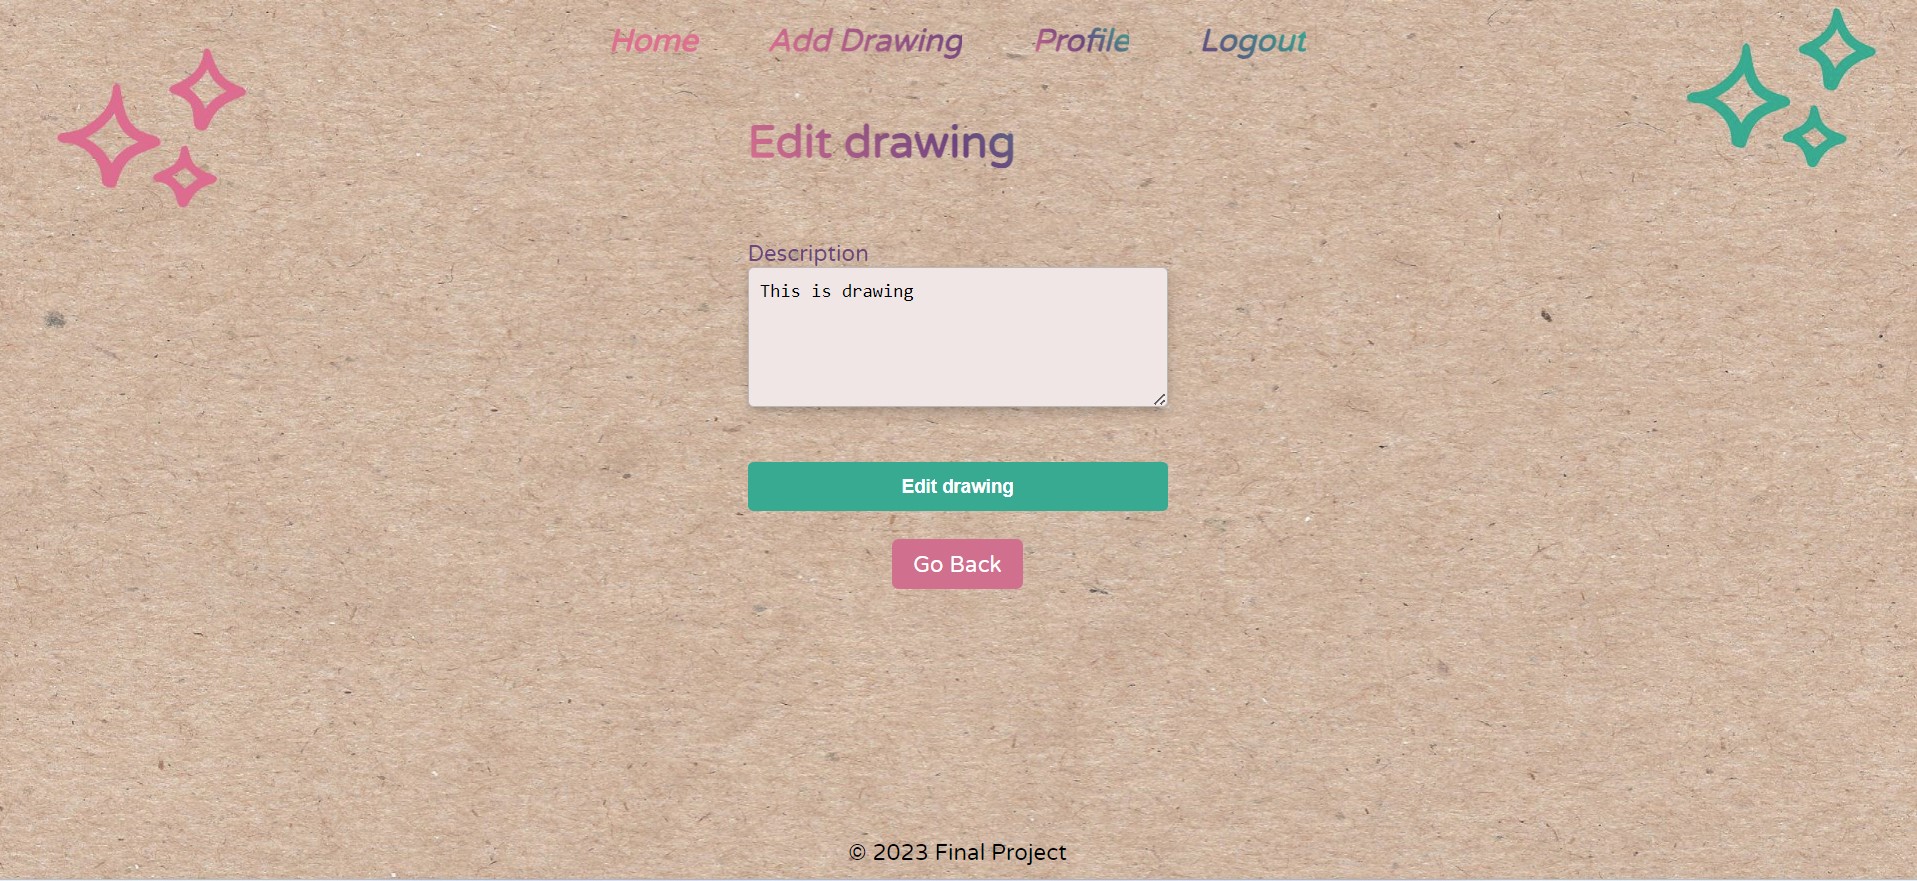 Home Add Drawing Profile Logout
Edit drawing
Description
This is drawing
Edit drawing
Go Back
© 2023 Final Project